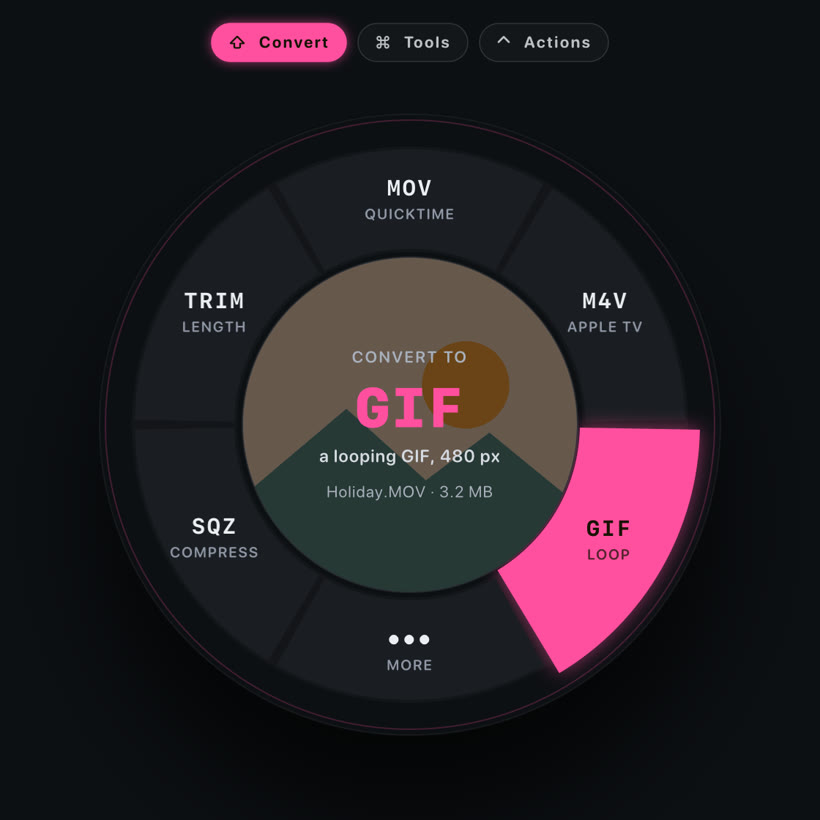 ⇧ Convert
⌘ Tools
⌃ Actions
MOV
QUICKTIME
TRIM
LENGTH
M4V
APPLE TV
CONVERT TO
GIF
a looping GIF, 480 px
Holiday.MOV · 3.2 MB
SQZ
COMPRESS
GIF
LOOP
•••
MORE